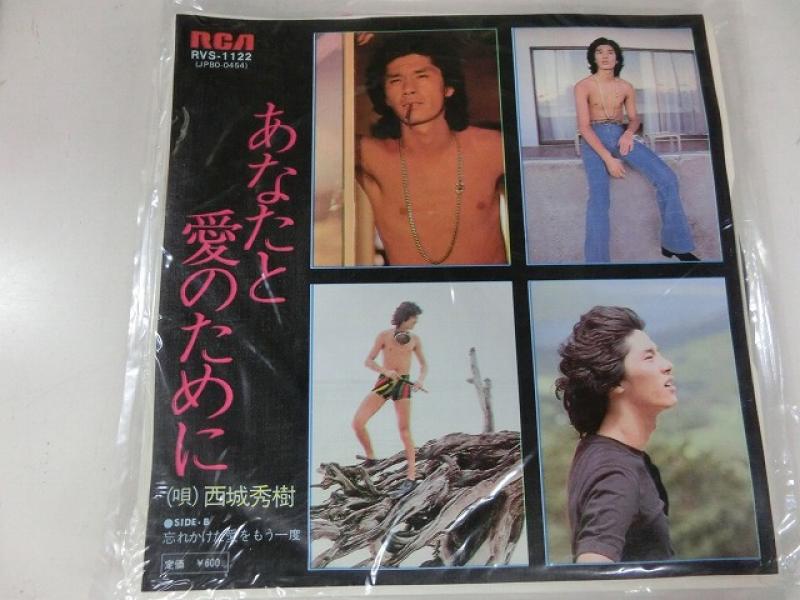 RCA
RVS-1122
(JPBO-0454)
あなたと
愛のために
(唄) 西城秀樹
●SIDE・B
忘れかけた愛をもう一度
定価 ¥600